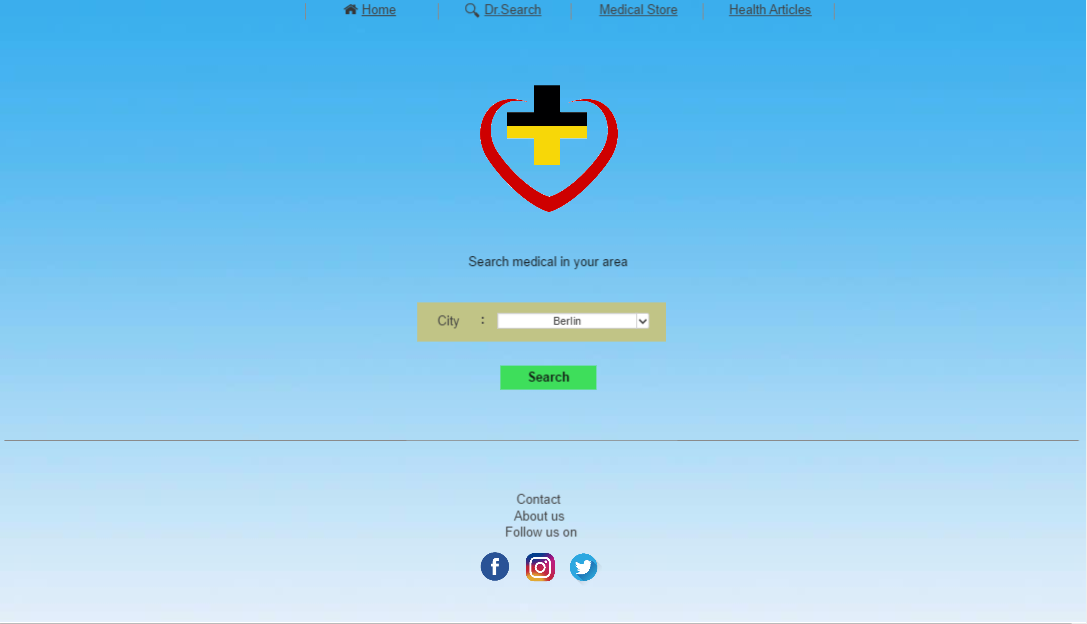 Home Dr.Search Medical Store Health Articles
Search medical in your area
City : Berlin
Search
Contact
About us
Follow us on